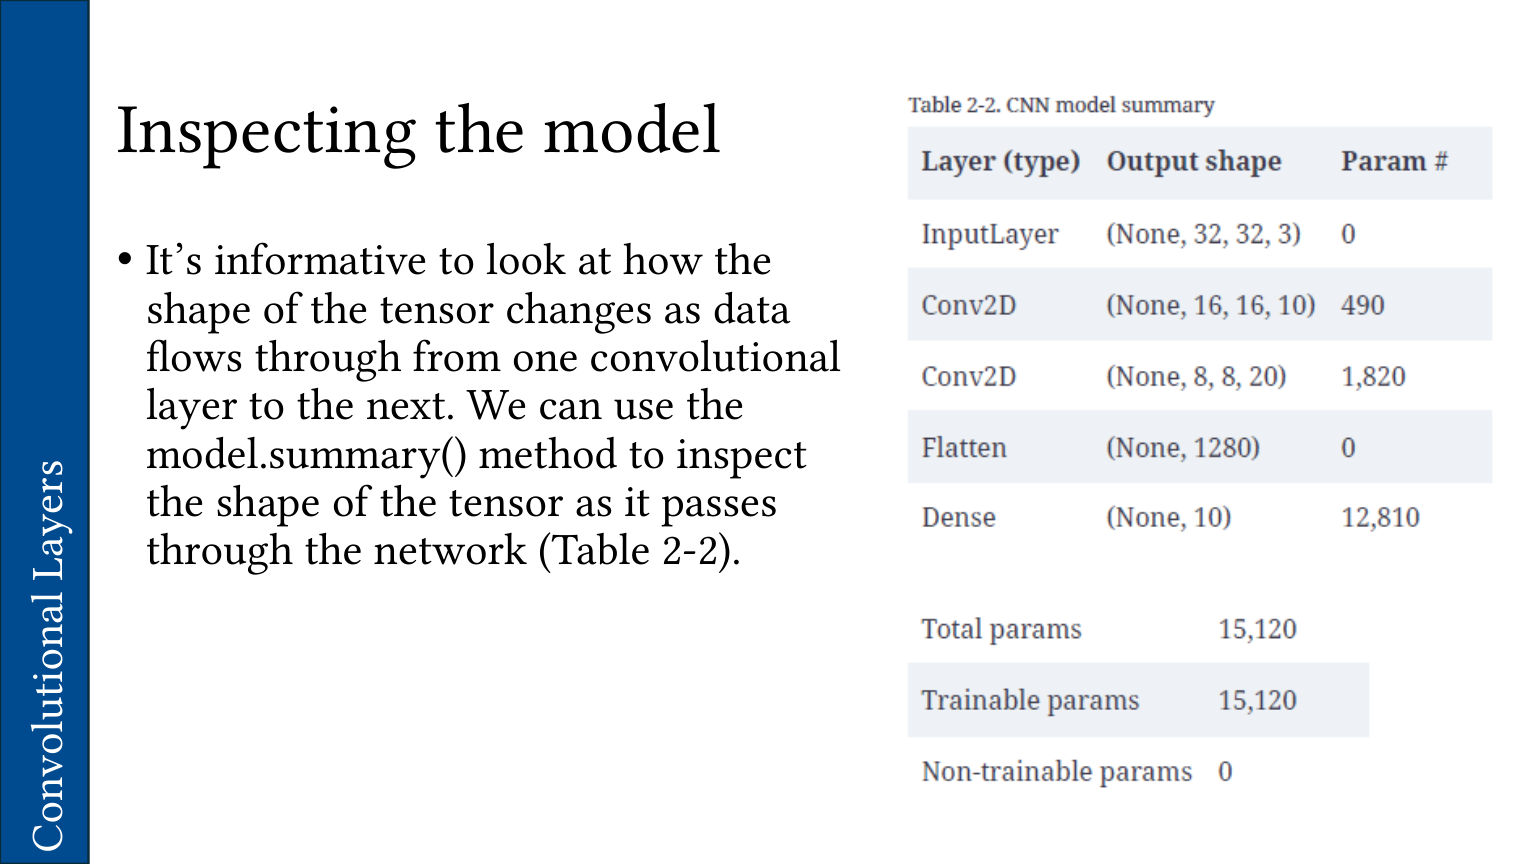 Convolutional Layers
Inspecting the model
• It’s informative to look at how the
shape of the tensor changes as data
flows through from one convolutional
layer to the next. We can use the
model.summary() method to inspect
the shape of the tensor as it passes
through the network (Table 2-2).
Table 2-2. CNN model summary
Layer (type) Output shape Param #
InputLayer (None, 32, 32, 3) 0
Conv2D (None, 16, 16, 10) 490
Conv2D (None, 8, 8, 20) 1,820
Flatten (None, 1280) 0
Dense (None, 10) 12,810
Total params 15,120
Trainable params 15,120
Non-trainable params 0